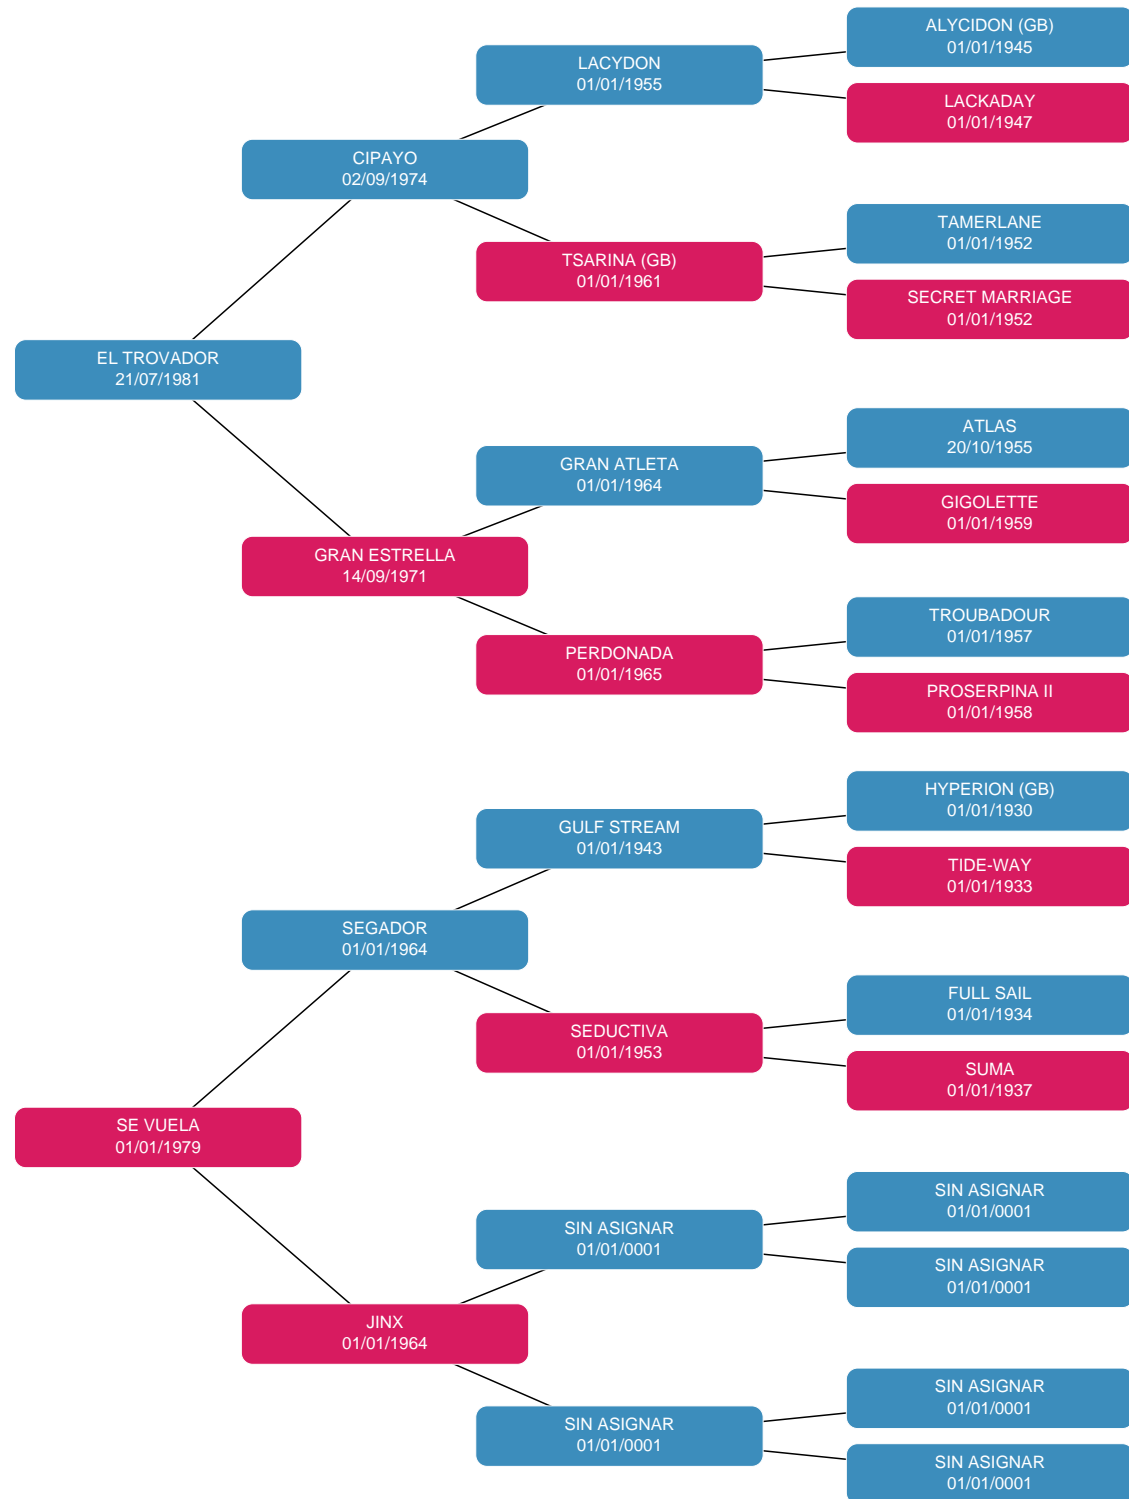 ALYCIDON (GB)
01/01/1945
LACYDON
01/01/1955
LACKADAY
01/01/1947
CIPAYO
02/09/1974
TAMERLANE
01/01/1952
TSARINA (GB)
01/01/1961
SECRET MARRIAGE
01/01/1952
EL TROVADOR
21/07/1981
ATLAS
20/10/1955
GRAN ATLETA
01/01/1964
GIGOLETTE
01/01/1959
GRAN ESTRELLA
14/09/1971
TROUBADOUR
01/01/1957
PERDONADA
01/01/1965
PROSERPINA II
01/01/1958
HYPERION (GB)
01/01/1930
GULF STREAM
01/01/1943
TIDE-WAY
01/01/1933
SEGADOR
01/01/1964
FULL SAIL
01/01/1934
SEDUCTIVA
01/01/1953
SUMA
01/01/1937
SE VUELA
01/01/1979
SIN ASIGNAR
01/01/0001
SIN ASIGNAR
01/01/0001
SIN ASIGNAR
01/01/0001
JINX
01/01/1964
SIN ASIGNAR
01/01/0001
SIN ASIGNAR
01/01/0001
SIN ASIGNAR
01/01/0001